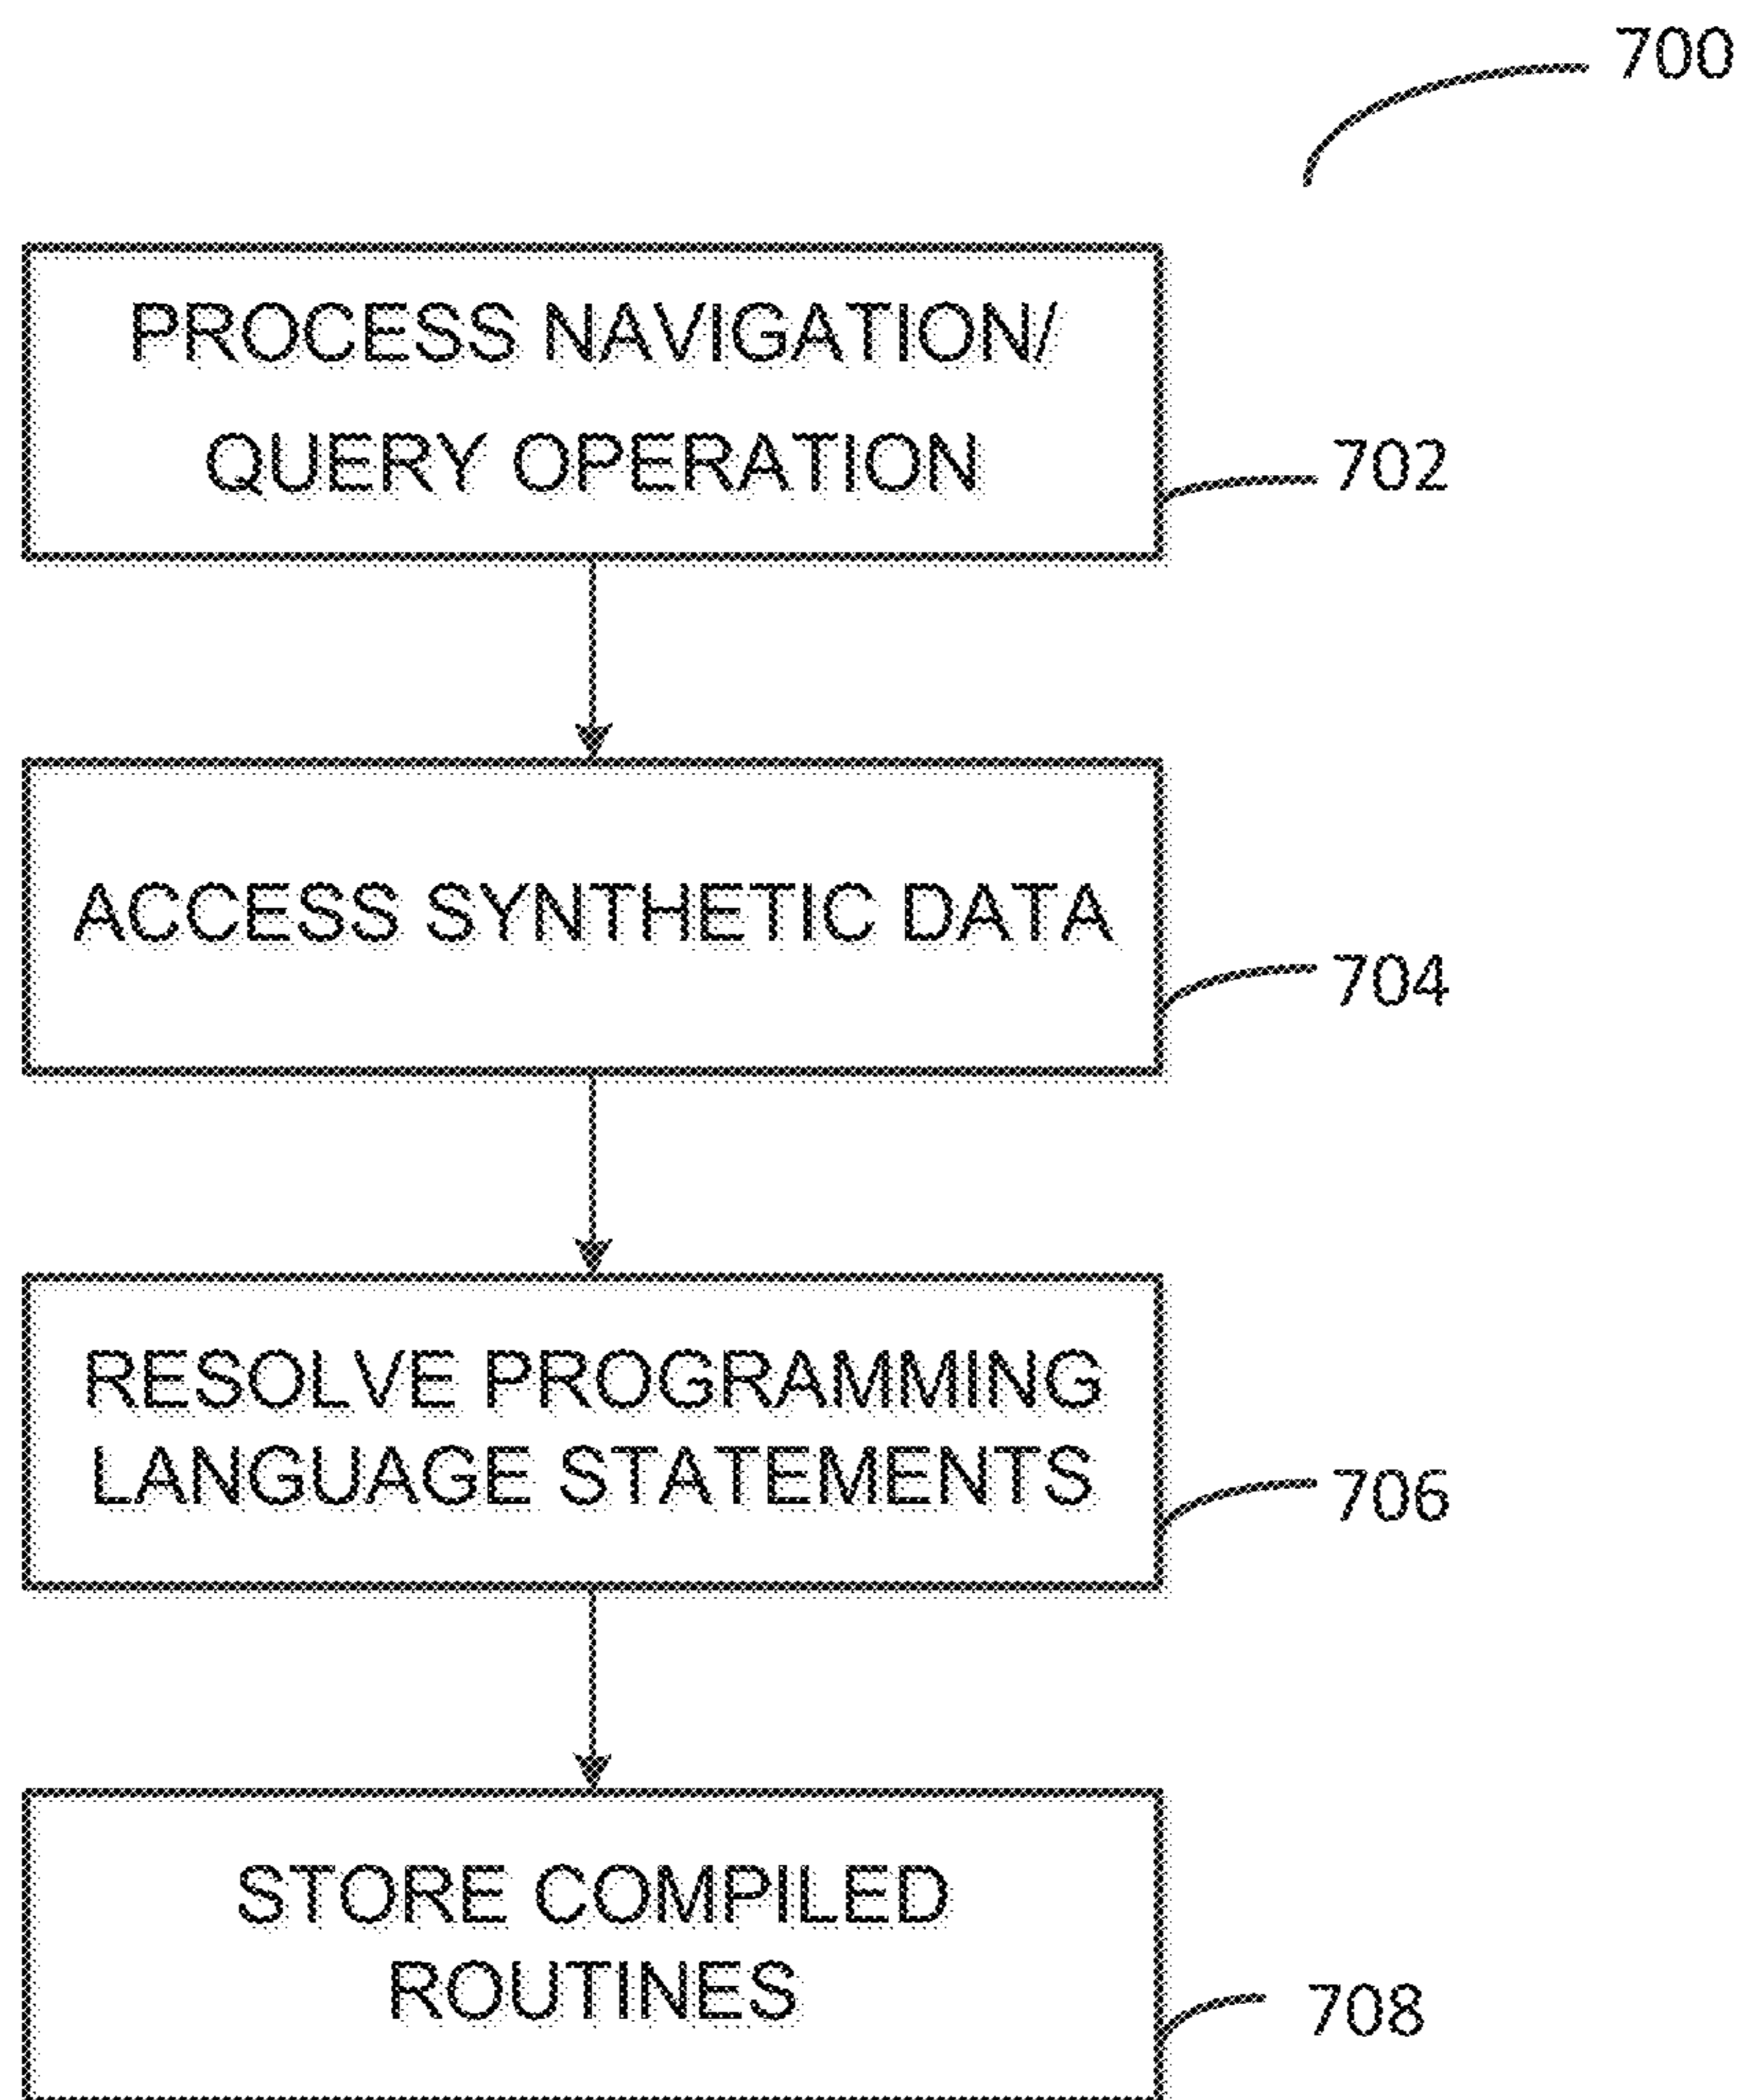 700
PROCESS NAVIGATION/
QUERY OPERATION
702
ACCESS SYNTHETIC DATA
704
RESOLVE PROGRAMMING
LANGUAGE STATEMENTS
706
STORE COMPILED
ROUTINES
708